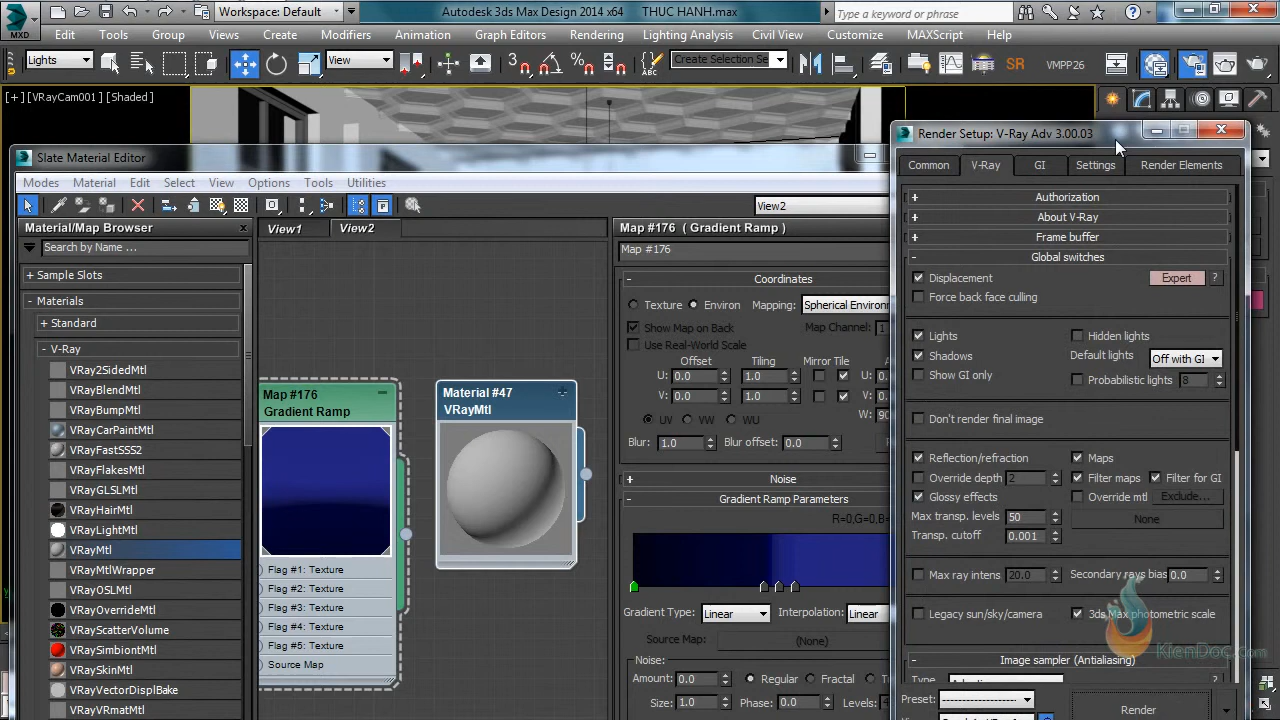 MXD
Workspace: Default
Autodesk 3ds Max Design 2014 x64
THUC HANH.max
Type a keyword or phrase
Edit
Tools
Group
Views
Create
Modifiers
Animation
Graph Editors
Rendering
Lighting Analysis
Civil View
Customize
MAXScript
Help
Lights
View
3
Create Selection Se
SR
VMPP26
[+] [VRayCam001] [Shaded]
Slate Material Editor
Modes
Material
Edit
Select
View
Options
Tools
Utilities
View2
Material/Map Browser
Search by Name ...
+ Sample Slots
- Materials
+ Standard
- V-Ray
VRay2SidedMtl
VRayBlendMtl
VRayBumpMtl
VRayCarPaintMtl
VRayFastSSS2
VRayFlakesMtl
VRayGLSLMtl
VRayHairMtl
VRayLightMtl
VRayMtl
VRayMtlWrapper
VRayOSLMtl
VRayOverrideMtl
VRayScatterVolume
VRaySimbiontMtl
VRaySkinMtl
VRayVectorDisplBake
VRayVRmatMtl
View1
View2
Map #176
Gradient Ramp
Flag #1: Texture
Flag #2: Texture
Flag #3: Texture
Flag #4: Texture
Flag #5: Texture
Source Map
Material #47
VRayMtl
Map #176 ( Gradient Ramp )
Map #176
- Coordinates
Texture
Environ
Mapping:
Spherical Environ
Show Map on Back
Map Channel: 1
Use Real-World Scale
Offset
Tiling
Mirror Tile
U: 0.0
1.0
V: 0.0
1.0
W: 90
UV
VW
WU
Blur: 1.0
Blur offset: 0.0
+ Noise
- Gradient Ramp Parameters
R=0,G=0,B=
Gradient Type: Linear
Interpolation: Linear
Source Map:
(None)
Noise:
Amount: 0.0
Regular
Fractal
Size: 1.0
Phase: 0.0
Levels:
Render Setup: V-Ray Adv 3.00.03
Common
V-Ray
GI
Settings
Render Elements
+ Authorization
+ About V-Ray
+ Frame buffer
- Global switches
Displacement
Expert
?
Force back face culling
Lights
Hidden lights
Shadows
Default lights
Off with GI
Show GI only
Probabilistic lights 8
Don't render final image
Reflection/refraction
Maps
Override depth 2
Filter maps
Filter for GI
Glossy effects
Override mtl
Exclude...
Max transp. levels 50
None
Transp. cutoff 0.001
Max ray intens 20.0
Secondary rays bias 0.0
Legacy sun/sky/camera
3ds Max photometric scale
KienDoc.com
- Image sampler (Antialiasing)
Type
Preset:
Render